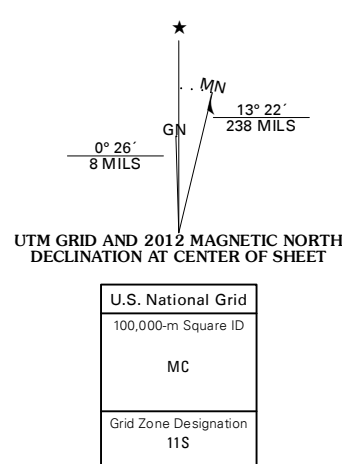 MN
GN
13° 22´
238 MILS
0° 26´
8 MILS
UTM GRID AND 2012 MAGNETIC NORTH
DECLINATION AT CENTER OF SHEET
U.S. National Grid
100,000-m Square ID
MC
Grid Zone Designation
11S